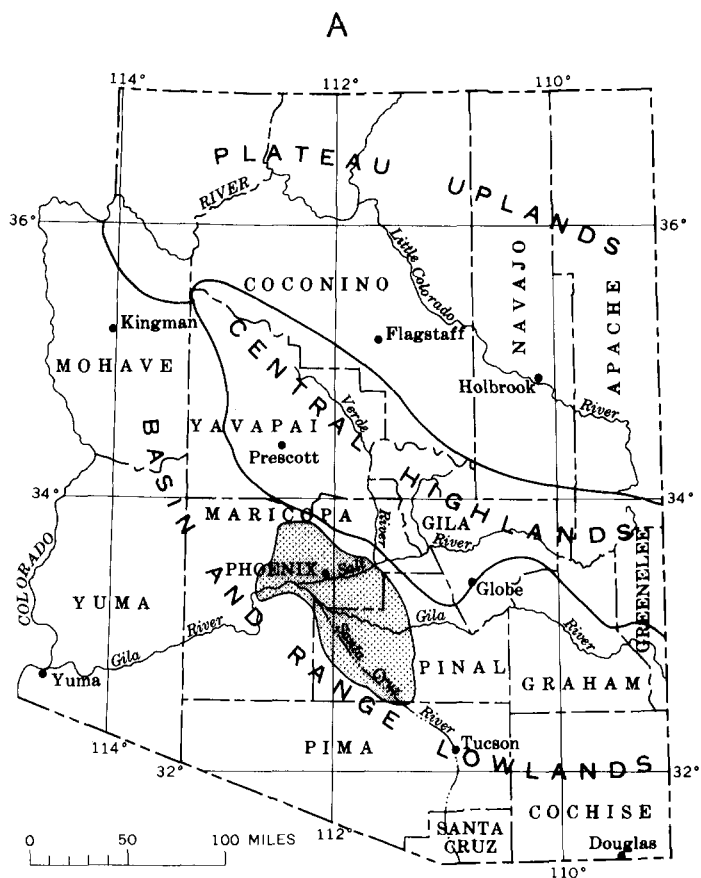 A
114°
112°
110°
PLATEAU UPLANDS
RIVER
36°
36°
Little Colorado
River
COCONINO
NAVAJO
APACHE
Kingman
Flagstaff
MOHAVE
CENTRAL HIGHLANDS
Holbrook
Verde
River
YAVAPAI
Prescott
BASIN AND RANGE LOWLANDS
34°
34°
MARICOPA
GILA
River
PHOENIX
Salt
Globe
GREENLEE
COLORADO
YUMA
Gila
River
Gila
River
Santa Cruz
River
PINAL
GRAHAM
Yuma
PIMA
Tucson
114°
32°
32°
112°
COCHISE
SANTA
CRUZ
Douglas
110°
0 50 100 MILES